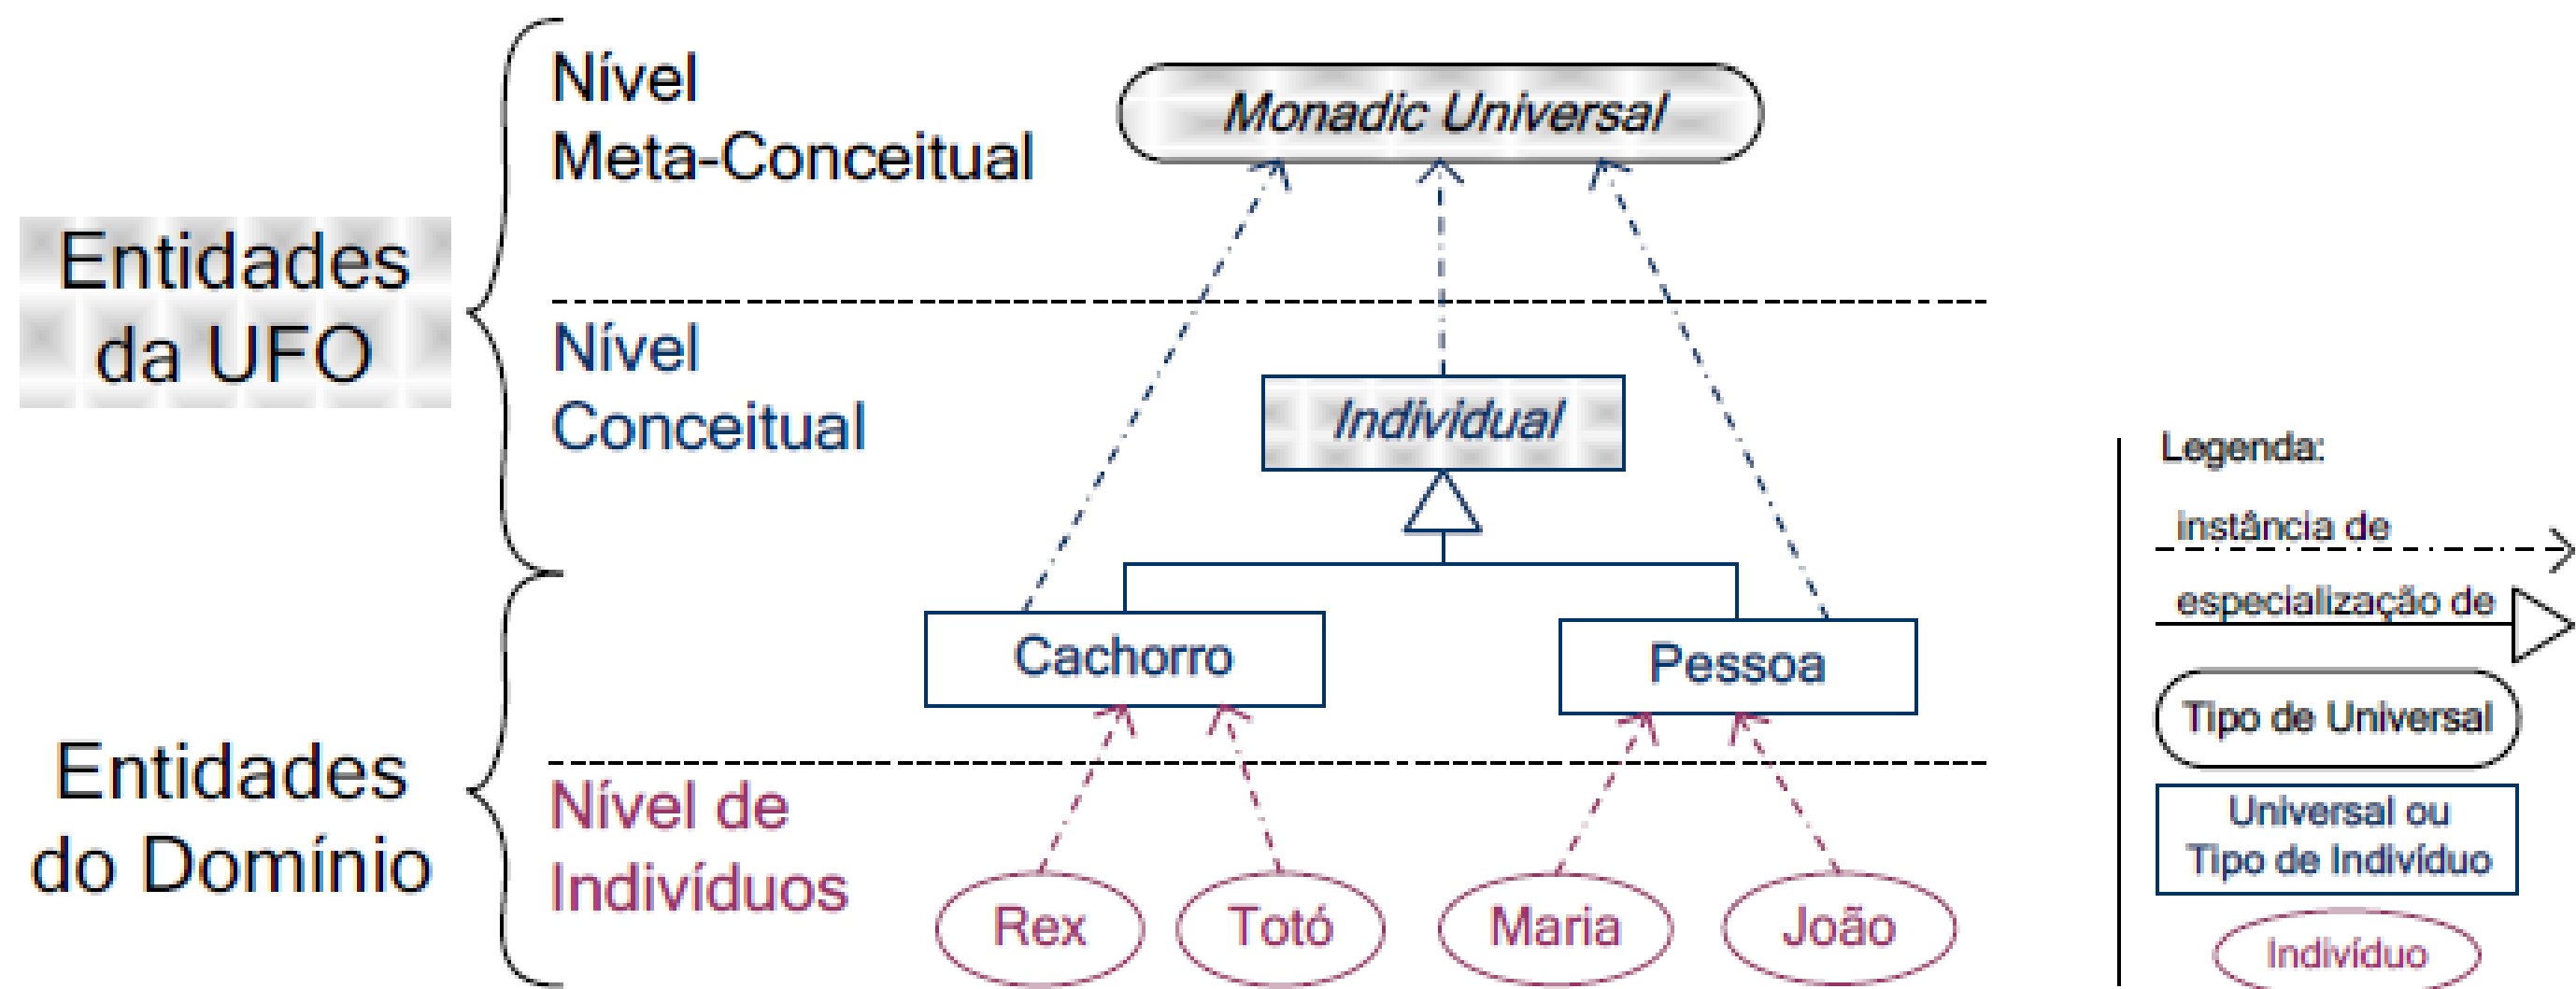 Nível
Meta-Conceitual
Monadic Universal
Entidades
da UFO
Nível
Conceitual
Individual
Cachorro
Pessoa
Entidades
do Domínio
Nível de
Indivíduos
Rex
Totó
Maria
João
Legenda:
instância de
especialização de
Tipo de Universal
Universal ou
Tipo de Indivíduo
Indivíduo